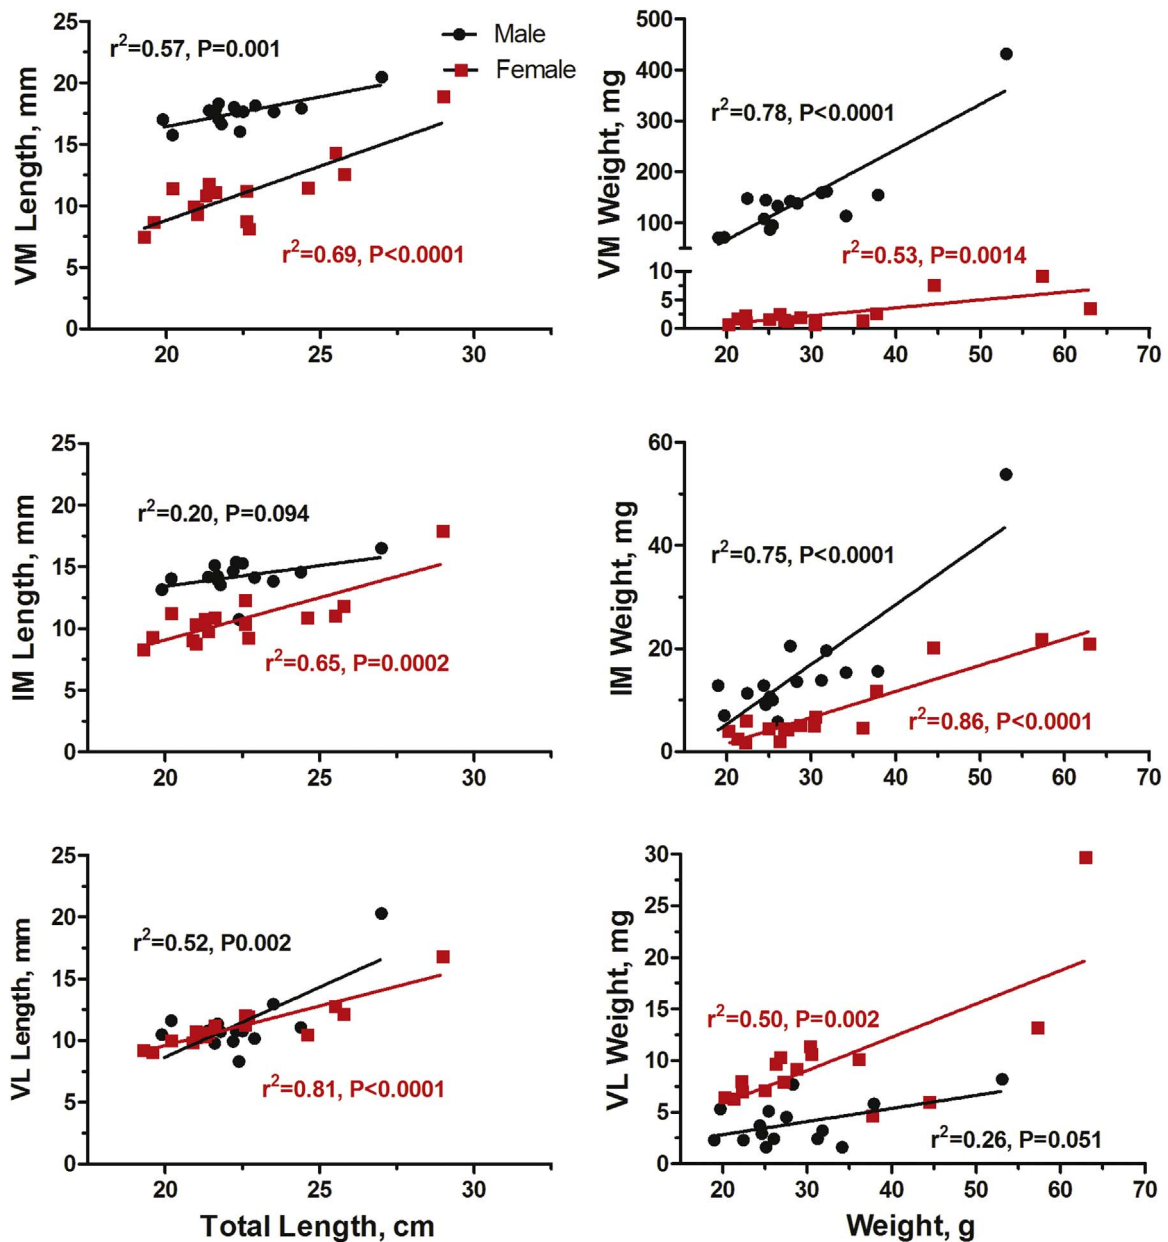 25
20
15
10
5
0
VM Length, mm
r²=0.57, P=0.001
Male
Female
r²=0.69, P<0.0001
20
25
30
500
400
300
200
100
10
5
0
VM Weight, mg
r²=0.78, P<0.0001
r²=0.53, P=0.0014
20
30
40
50
60
70
25
20
15
10
5
0
IM Length, mm
r²=0.20, P=0.094
r²=0.65, P=0.0002
20
25
30
60
40
20
0
IM Weight, mg
r²=0.75, P<0.0001
r²=0.86, P<0.0001
20
30
40
50
60
70
25
20
15
10
5
0
VL Length, mm
r²=0.52, P0.002
r²=0.81, P<0.0001
20
25
30
Total Length, cm
30
25
20
15
10
5
0
VL Weight, mg
r²=0.50, P=0.002
r²=0.26, P=0.051
20
30
40
50
60
70
Weight, g